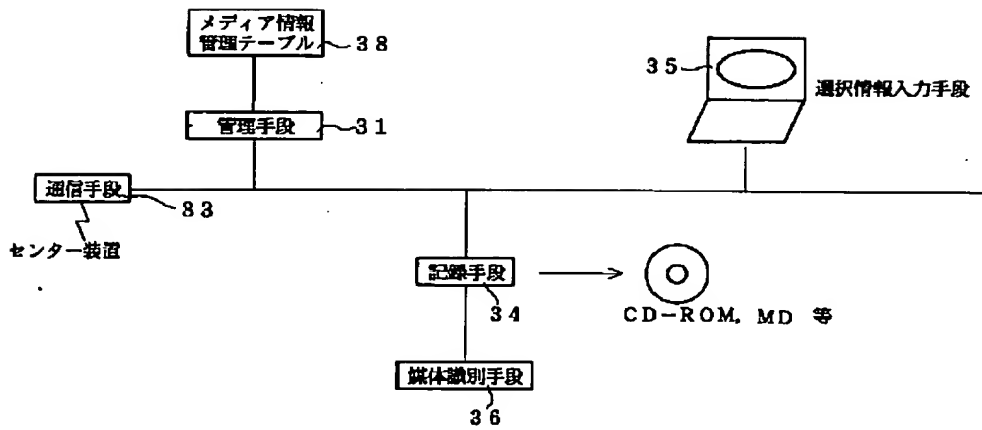 メディア情報
管理テーブル
38
管理手段
31
35
選択情報入力手段
通信手段
83
センター装置
記録手段
34
CD-ROM, MD 等
媒体識別手段
36